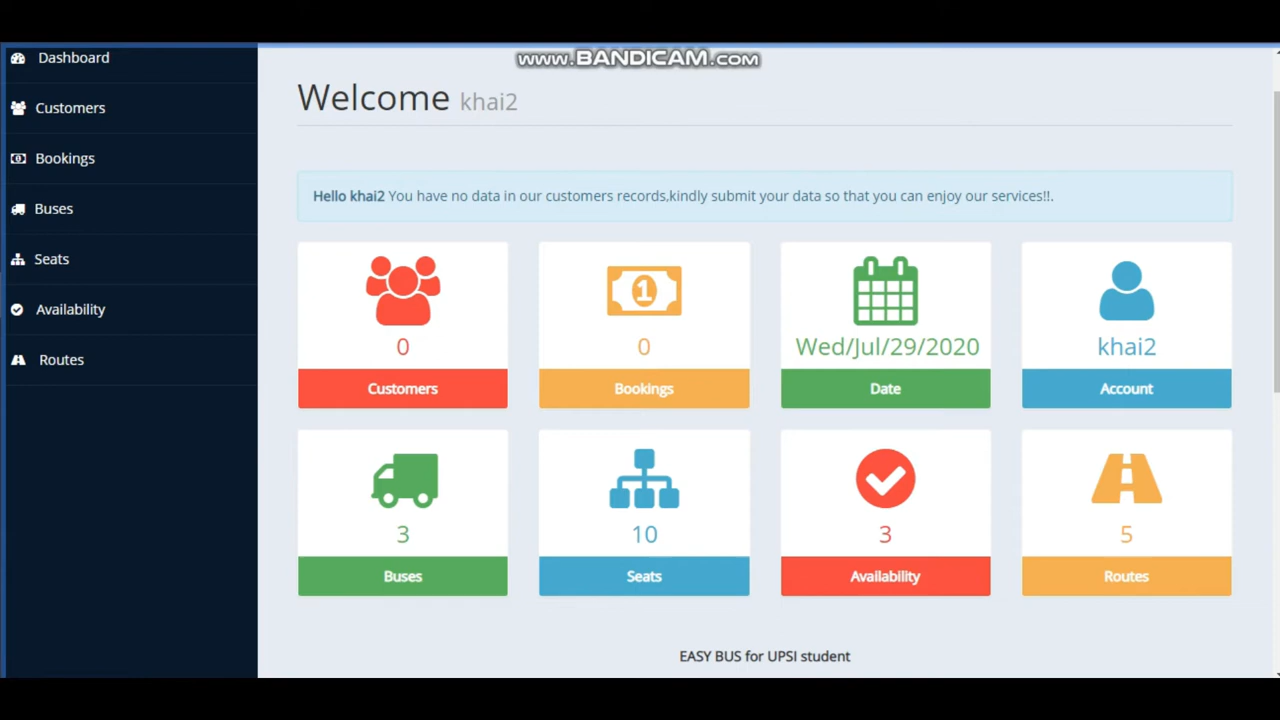 www.BANDICAM.com
Dashboard
Customers
Bookings
Buses
Seats
Availability
Routes
Welcome khai2
Hello khai2 You have no data in our customers records,kindly submit your data so that you can enjoy our services!!.
0
Customers
1
0
Bookings
Wed/Jul/29/2020
Date
khai2
Account
3
Buses
10
Seats
3
Availability
5
Routes
EASY BUS for UPSI student